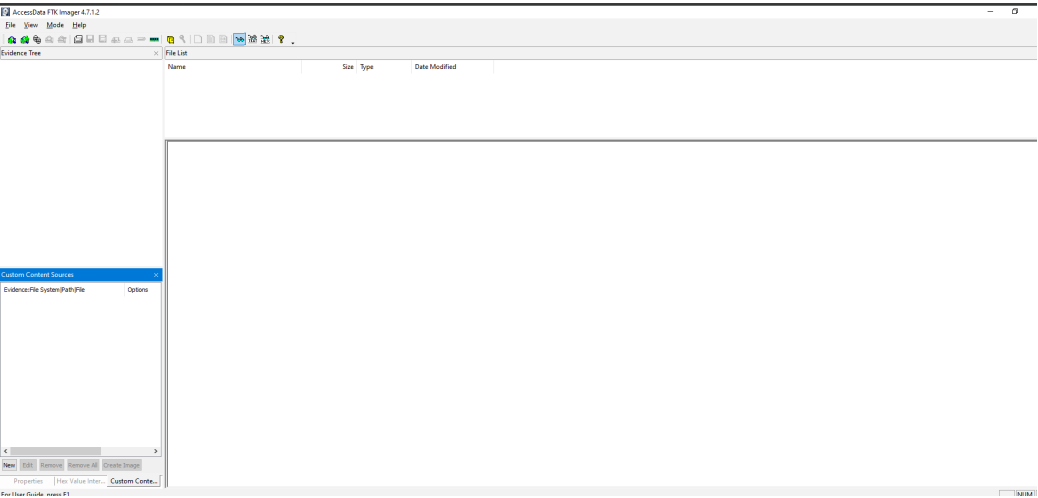 AccessData FTK Imager 4.7.1.2
File View Mode Help
Evidence Tree
File List
Name Size Type Date Modified
Custom Content Sources
Evidence:File System|Path|File Options
New Edit Remove Remove All Create Image
Properties Hex Value Inter... Custom Conte...
For User Guide, press F1
NUM